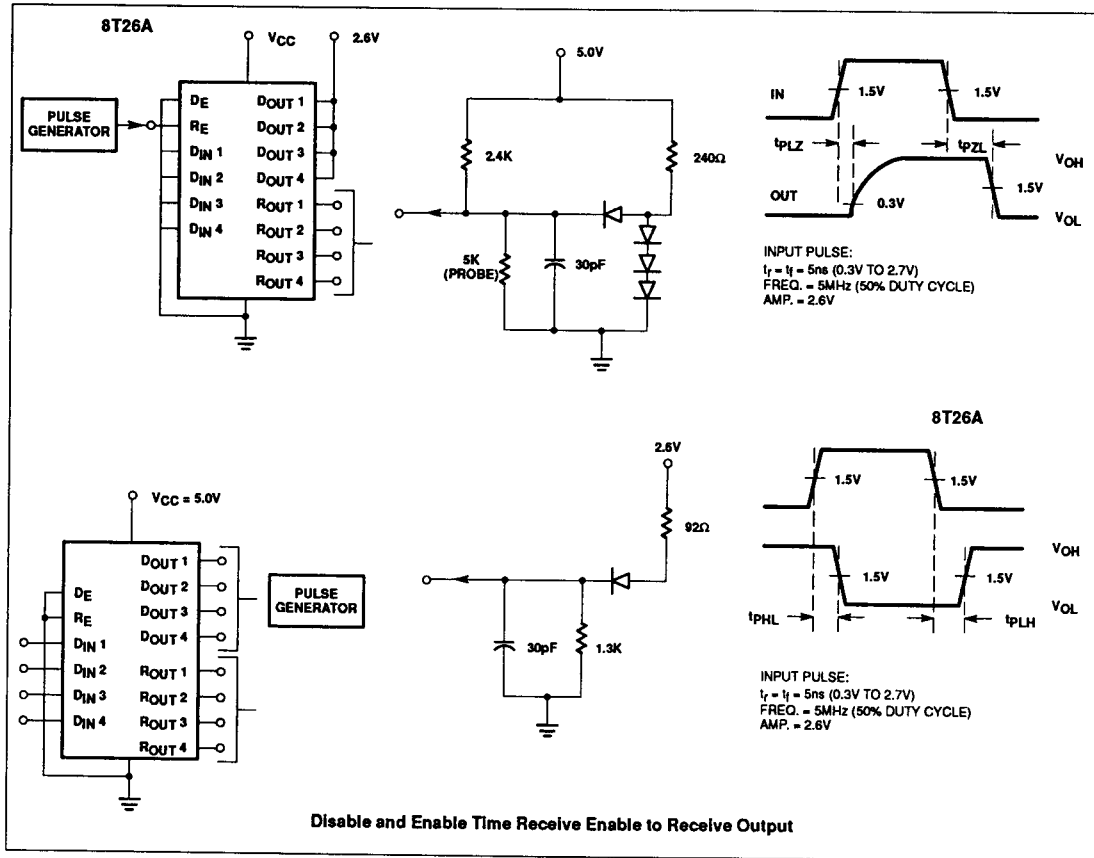 8T26A
VCC
2.6V
PULSE
GENERATOR
DE
RE
DIN 1
DIN 2
DIN 3
DIN 4
DOUT 1
DOUT 2
DOUT 3
DOUT 4
ROUT 1
ROUT 2
ROUT 3
ROUT 4
5.0V
2.4K
240Ω
5K
(PROBE)
30pF
IN
1.5V
1.5V
tPLZ
tPZL
VOH
OUT
0.3V
1.5V
VOL
INPUT PULSE:
tr = tf = 5ns (0.3V TO 2.7V)
FREQ. = 5MHz (50% DUTY CYCLE)
AMP. = 2.6V
VCC = 5.0V
DE
RE
DIN 1
DIN 2
DIN 3
DIN 4
DOUT 1
DOUT 2
DOUT 3
DOUT 4
ROUT 1
ROUT 2
ROUT 3
ROUT 4
PULSE
GENERATOR
2.6V
92Ω
30pF
1.3K
8T26A
1.5V
1.5V
VOH
1.5V
1.5V
VOL
tPHL
tPLH
INPUT PULSE:
tr = tf = 5ns (0.3V TO 2.7V)
FREQ. = 5MHz (50% DUTY CYCLE)
AMP. = 2.6V
Disable and Enable Time Receive Enable to Receive Output